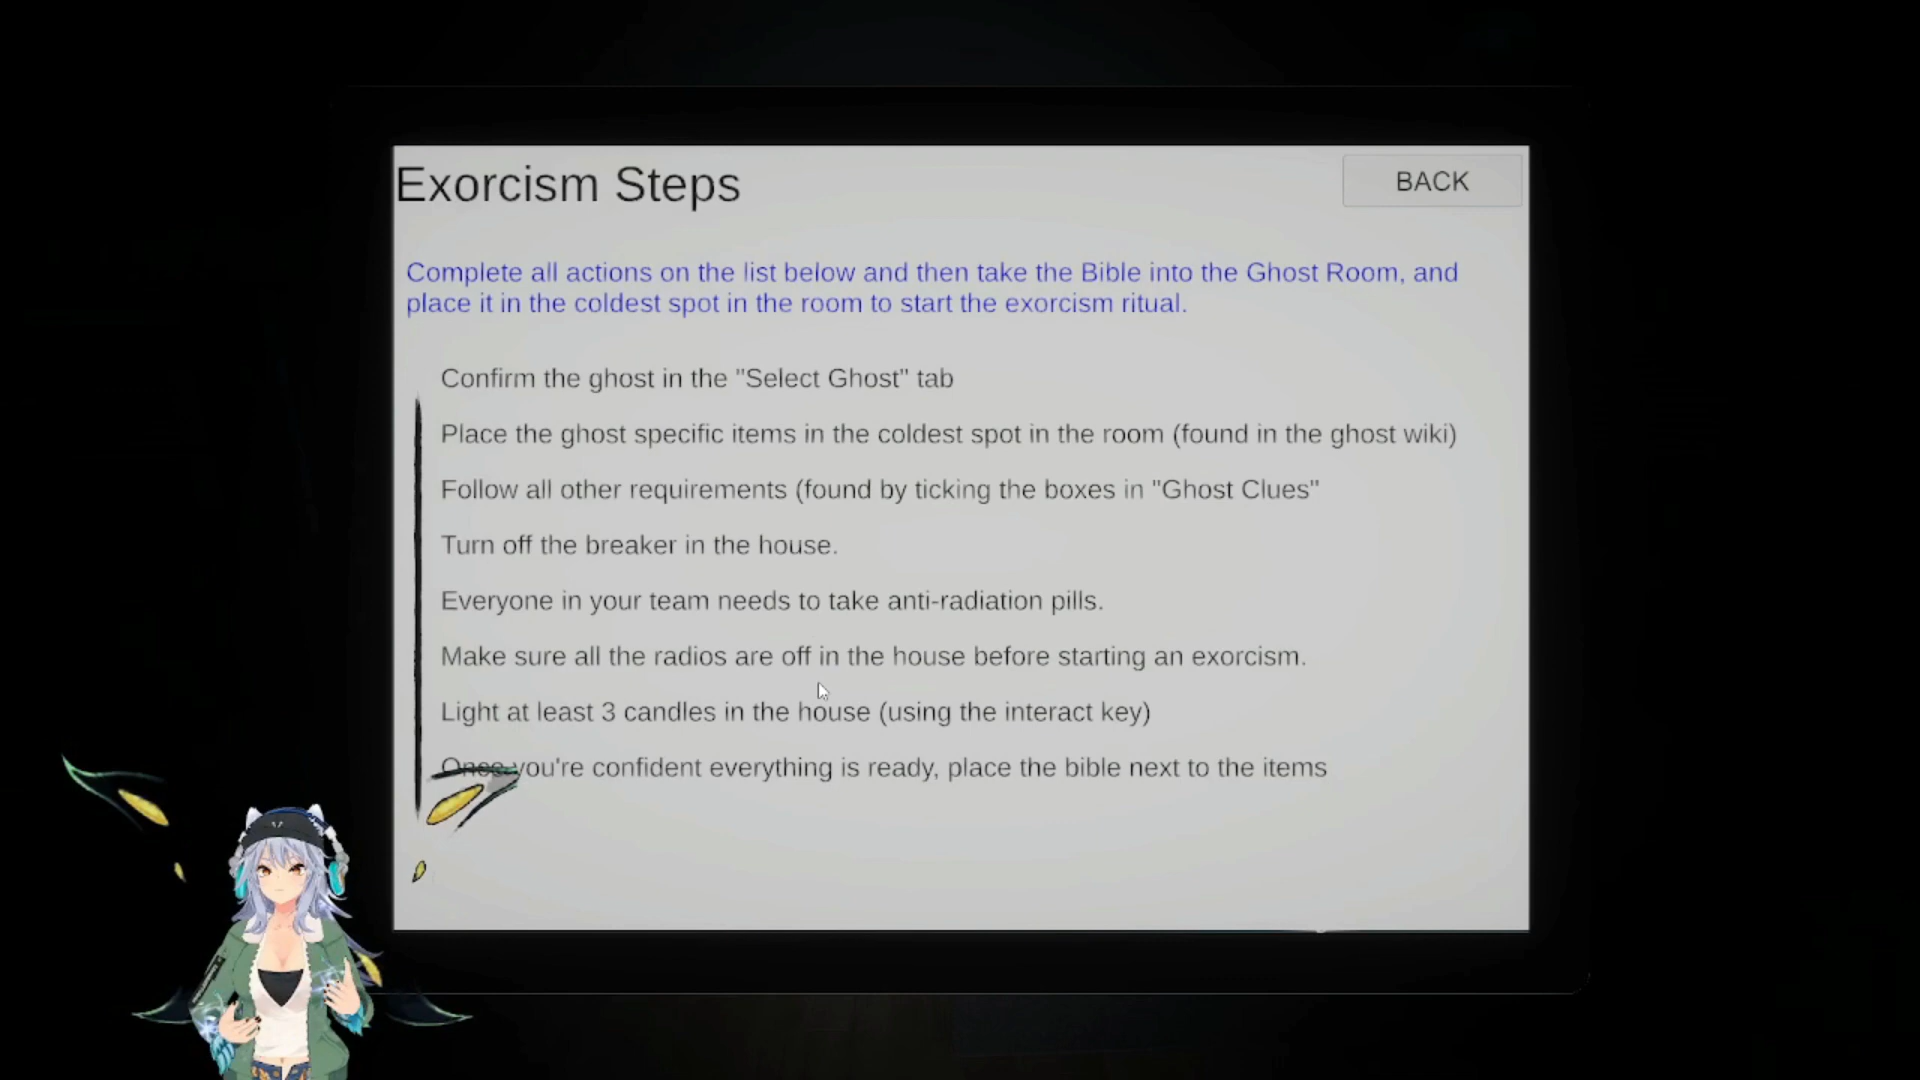 Exorcism Steps
BACK
Complete all actions on the list below and then take the Bible into the Ghost Room, and
place it in the coldest spot in the room to start the exorcism ritual.
Confirm the ghost in the "Select Ghost" tab
Place the ghost specific items in the coldest spot in the room (found in the ghost wiki)
Follow all other requirements (found by ticking the boxes in "Ghost Clues"
Turn off the breaker in the house.
Everyone in your team needs to take anti-radiation pills.
Make sure all the radios are off in the house before starting an exorcism.
Light at least 3 candles in the house (using the interact key)
Once you're confident everything is ready, place the bible next to the items